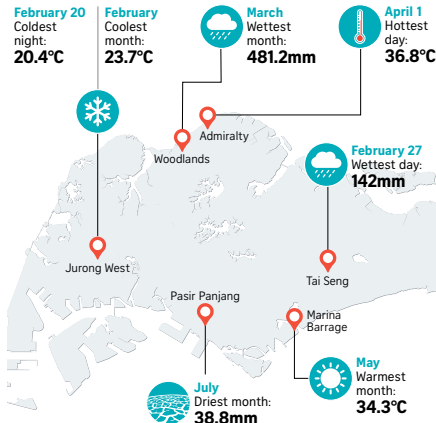 February 20
Coldest
night:
20.4°C
February
Coolest
month:
23.7°C
March
Wettest
month:
481.2mm
April 1
Hottest
day:
36.8°C
Admiralty
Woodlands
February 27
Wettest day:
142mm
Jurong West
Tai Seng
Pasir Panjang
Marina
Barrage
July
Driest month:
38.8mm
May
Warmest
month:
34.3°C